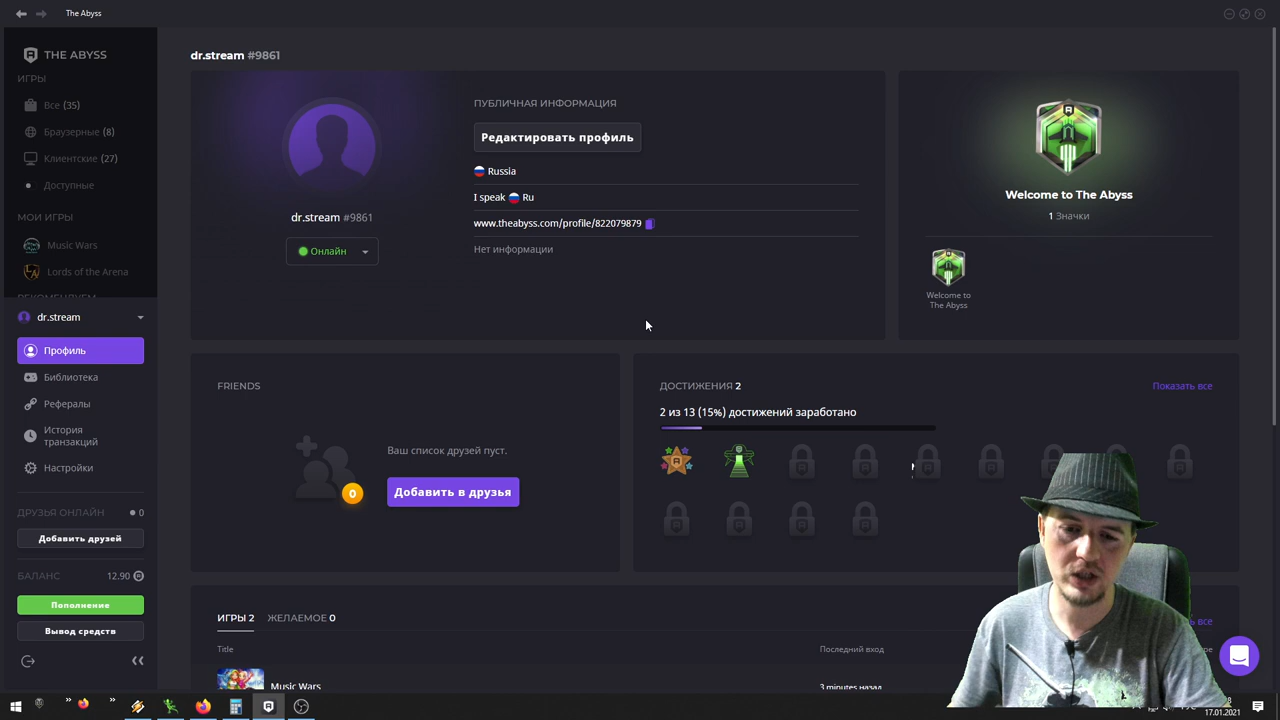 The Abyss
THE ABYSS
ИГРЫ
Все (35)
Браузерные (8)
Клиентские (27)
Доступные
МОИ ИГРЫ
Music Wars
Lords of the Arena
РЕКОМЕНДУЕМ
dr.stream
Профиль
Библиотека
Рефералы
История
транзакций
Настройки
ДРУЗЬЯ ОНЛАЙН 0
Добавить друзей
БАЛАНС 12.90
Пополнение
Вывод средств
dr.stream #9861
dr.stream #9861
Онлайн
ПУБЛИЧНАЯ ИНФОРМАЦИЯ
Редактировать профиль
Russia
I speak Ru
www.theabyss.com/profile/822079879
Нет информации
Welcome to The Abyss
1 Значки
Welcome to
The Abyss
FRIENDS
Ваш список друзей пуст.
0
Добавить в друзья
ДОСТИЖЕНИЯ 2
Показать все
2 из 13 (15%) достижений заработано
ИГРЫ 2 ЖЕЛАЕМОЕ 0
все
Title
Последний вход
Music Wars
3 minutes назад
17.01.2021